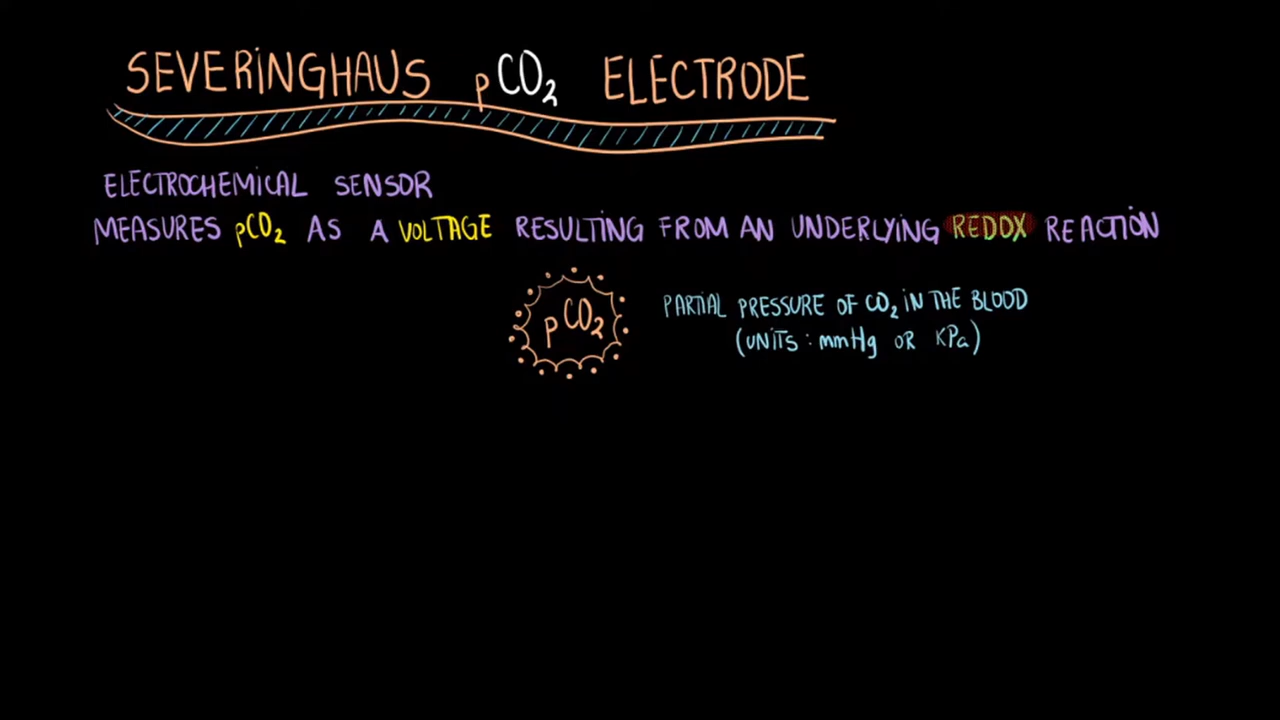 SEVERINGHAUS pCO₂ ELECTRODE
ELECTROCHEMICAL SENSOR
MEASURES pCO₂ AS A VOLTAGE RESULTING FROM AN UNDERLYING REDOX REACTION
pCO₂
PARTIAL PRESSURE OF CO₂ IN THE BLOOD
(UNITS: mmHg OR KPa)